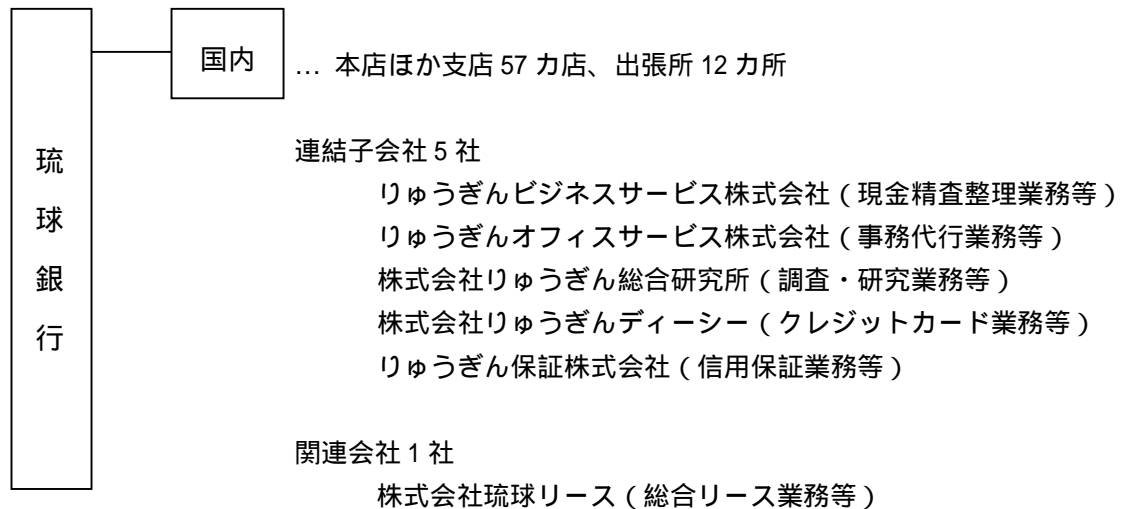 国内
… 本店ほか支店 57 カ店、出張所 12 カ所
琉球銀行
連結子会社 5 社
りゅうぎんビジネスサービス株式会社（現金精査整理業務等）
りゅうぎんオフィスサービス株式会社（事務代行業務等）
株式会社りゅうぎん総合研究所（調査・研究業務等）
株式会社りゅうぎんディーシー（クレジットカード業務等）
りゅうぎん保証株式会社（信用保証業務等）
関連会社 1 社
株式会社琉球リース（総合リース業務等）